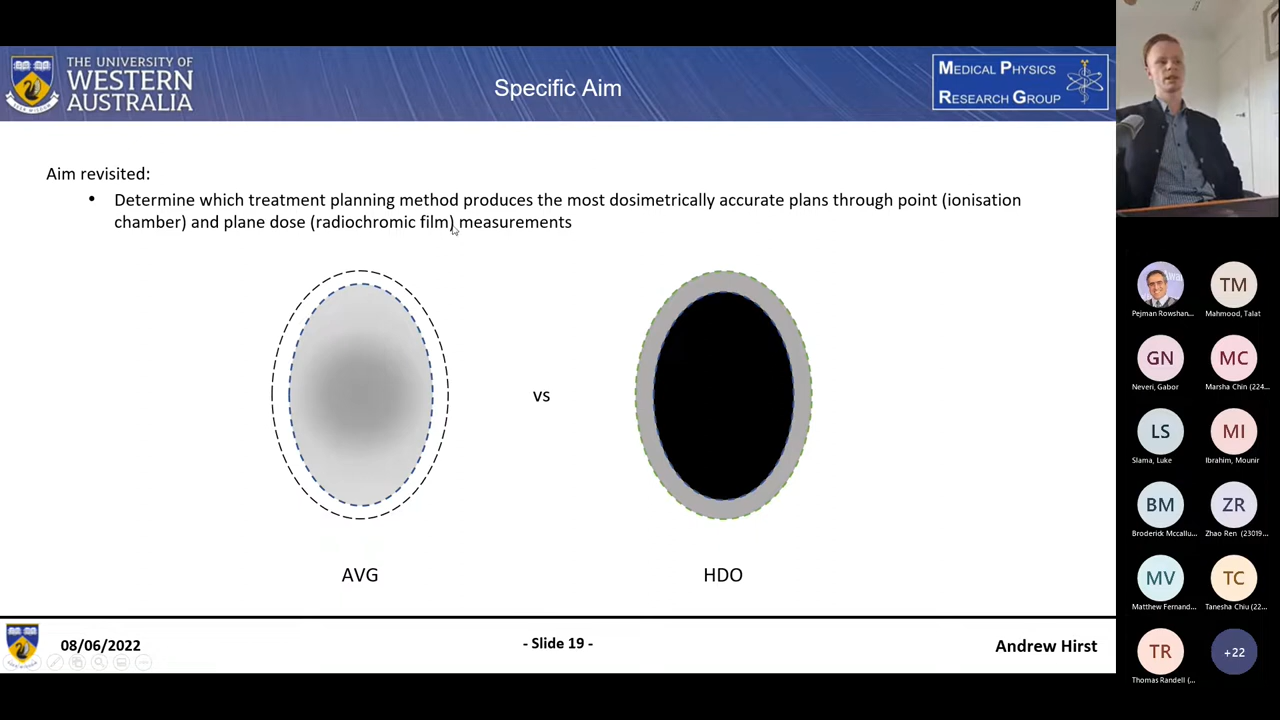 THE UNIVERSITY OF
WESTERN
AUSTRALIA
Specific Aim
MEDICAL PHYSICS
RESEARCH GROUP
Aim revisited:
• Determine which treatment planning method produces the most dosimetrically accurate plans through point (ionisation
chamber) and plane dose (radiochromic film) measurements
vs
AVG
HDO
08/06/2022
- Slide 19 -
Andrew Hirst
Pejman Rowshan...
TM
Mahmood, Talat
GN
Neveri, Gabor
MC
Marsha Chin (224...
LS
Slama, Luke
MI
Ibrahim, Mounir
BM
Broderick Mccallu...
ZR
Zhao Ren (23019...
MV
Matthew Fernand...
TC
Tanesha Chiu (22...
TR
Thomas Randell (...
+22